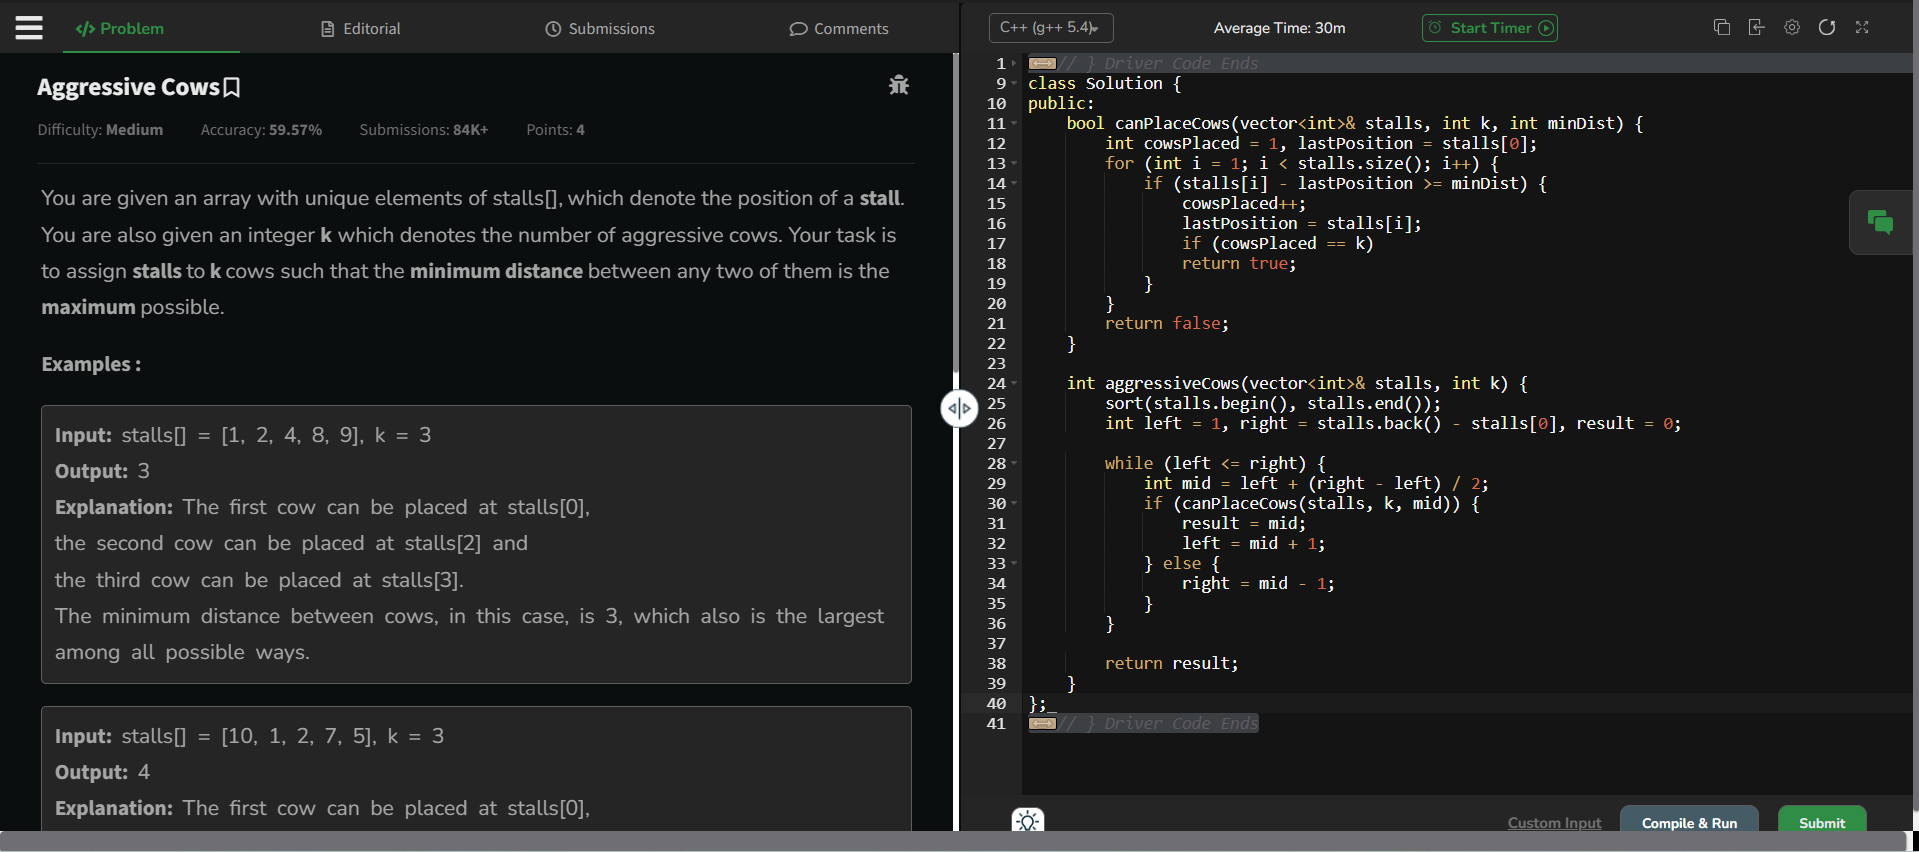 Problem
Editorial
Submissions
Comments
Aggressive Cows
Difficulty: Medium
Accuracy: 59.57%
Submissions: 84K+
Points: 4
You are given an array with unique elements of stalls[], which denote the position of a stall.
You are also given an integer k which denotes the number of aggressive cows. Your task is
to assign stalls to k cows such that the minimum distance between any two of them is the
maximum possible.
Examples :
Input: stalls[] = [1, 2, 4, 8, 9], k = 3
Output: 3
Explanation: The first cow can be placed at stalls[0],
the second cow can be placed at stalls[2] and
the third cow can be placed at stalls[3].
The minimum distance between cows, in this case, is 3, which also is the largest
among all possible ways.
Input: stalls[] = [10, 1, 2, 7, 5], k = 3
Output: 4
Explanation: The first cow can be placed at stalls[0],
C++ (g++ 5.4)
Average Time: 30m
Start Timer
1 // } Driver Code Ends
9 class Solution {
10 public:
11 bool canPlaceCows(vector<int>& stalls, int k, int minDist) {
12 int cowsPlaced = 1, lastPosition = stalls[0];
13 for (int i = 1; i < stalls.size(); i++) {
14 if (stalls[i] - lastPosition >= minDist) {
15 cowsPlaced++;
16 lastPosition = stalls[i];
17 if (cowsPlaced == k)
18 return true;
19 }
20 }
21 return false;
22 }
23
24 int aggressiveCows(vector<int>& stalls, int k) {
25 sort(stalls.begin(), stalls.end());
26 int left = 1, right = stalls.back() - stalls[0], result = 0;
27
28 while (left <= right) {
29 int mid = left + (right - left) / 2;
30 if (canPlaceCows(stalls, k, mid)) {
31 result = mid;
32 left = mid + 1;
33 } else {
34 right = mid - 1;
35 }
36 }
37
38 return result;
39 }
40 };_
41 // } Driver Code Ends
Custom Input
Compile & Run
Submit